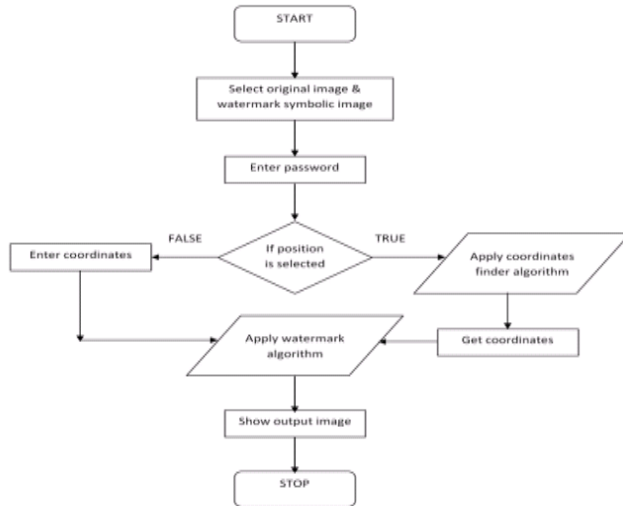 START
Select original image &
watermark symbolic image
Enter password
FALSE
If position
is selected
TRUE
Enter coordinates
Apply coordinates
finder algorithm
Apply watermark
algorithm
Get coordinates
Show output image
STOP